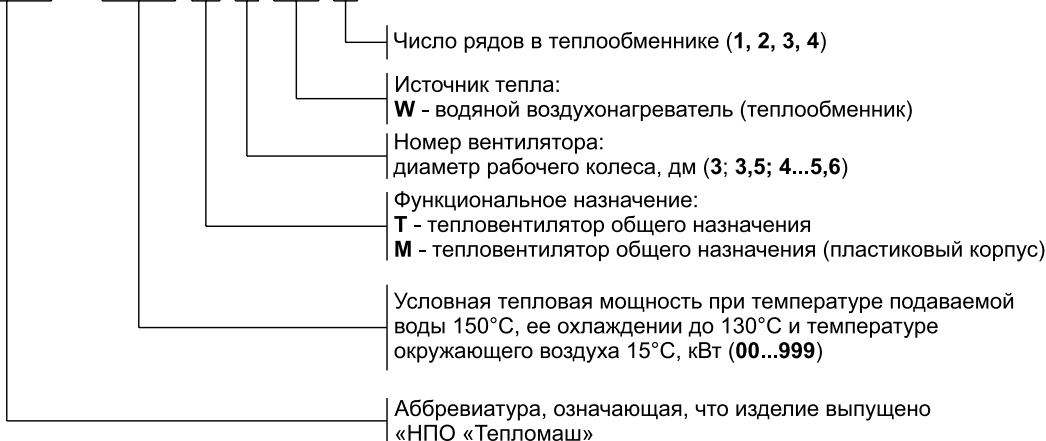 Число рядов в теплообменнике (1, 2, 3, 4)
Источник тепла:
W - водяной воздухонагреватель (теплообменник)
Номер вентилятора:
диаметр рабочего колеса, дм (3; 3,5; 4...5,6)
Функциональное назначение:
Т - тепловентилятор общего назначения
М - тепловентилятор общего назначения (пластиковый корпус)
Условная тепловая мощность при температуре подаваемой
воды 150°С, ее охлаждении до 130°С и температуре
окружающего воздуха 15°С, кВт (00...999)
Аббревиатура, означающая, что изделие выпущено
«НПО «Тепломаш»